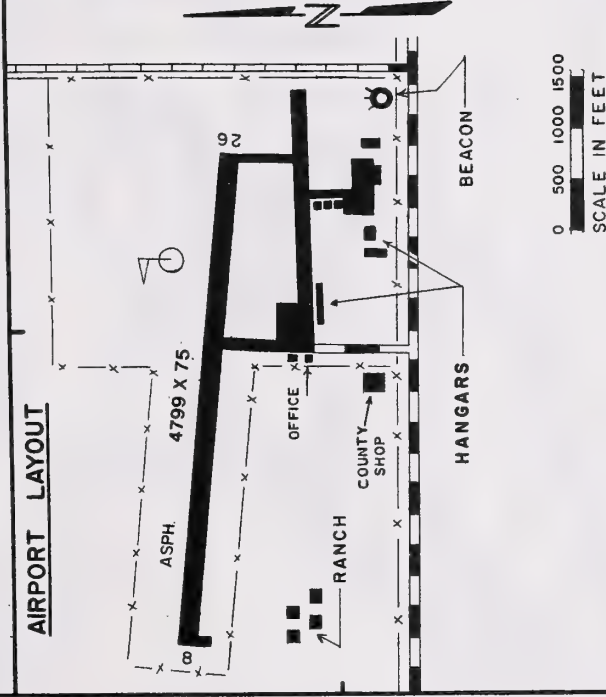 AIRPORT LAYOUT
N
ASPH.
4799 X 75
8
26
OFFICE
COUNTY
SHOP
RANCH
HANGARS
BEACON
0 500 1000 1500
SCALE IN FEET